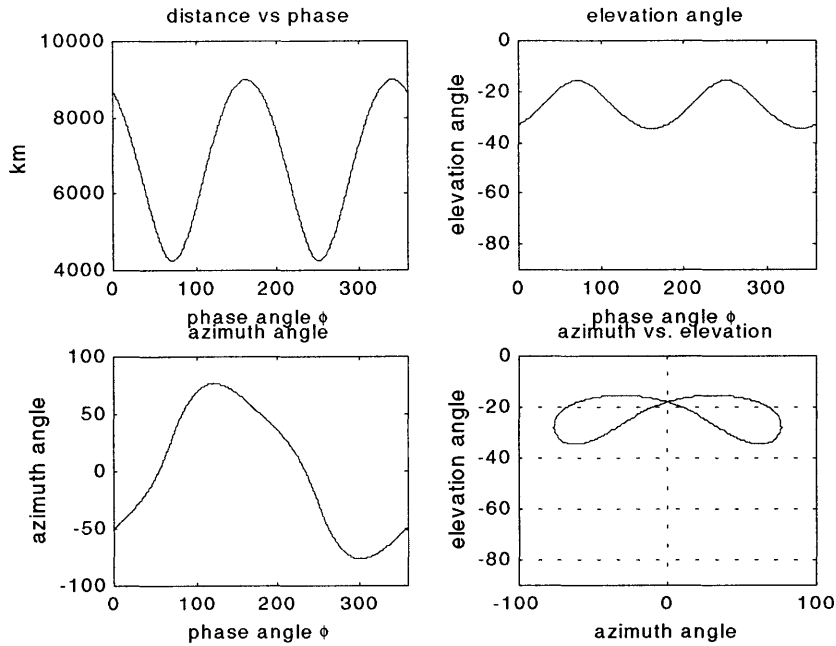 distance vs phase
10000
8000
6000
4000
km
0 100 200 300
phase angle ϕ
elevation angle
0
-20
-40
-60
-80
elevation angle
0 100 200 300
phase angle ϕ
azimuth angle
100
50
0
-50
-100
azimuth angle
0 100 200 300
phase angle ϕ
azimuth vs. elevation
0
-20
-40
-60
-80
elevation angle
-100 0 100
azimuth angle